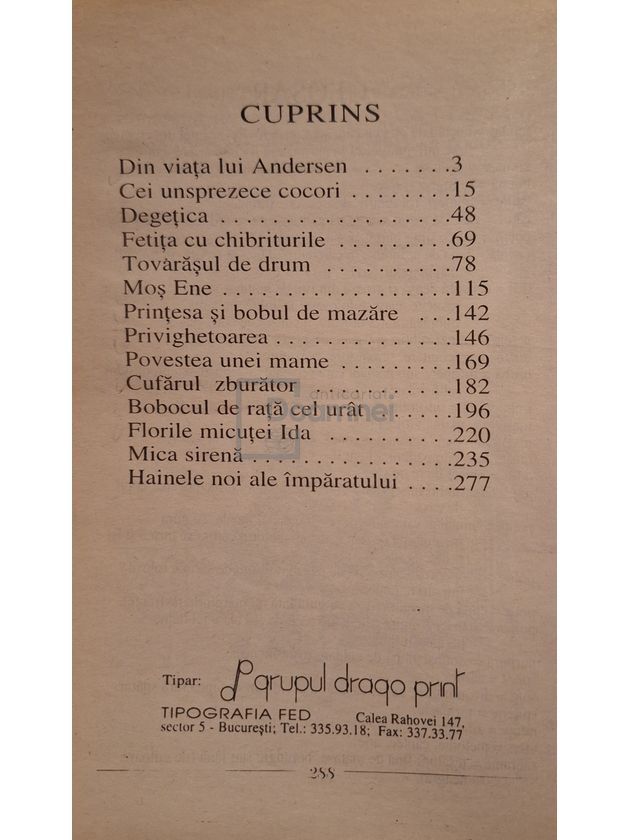 CUPRINS
Din viața lui Andersen . . . . . . .3
Cei unsprezece cocori . . . . . . . .15
Degețica . . . . . . . . . . . . . . . . . .48
Fetița cu chibriturile . . . . . . . . .69
Tovarășul de drum . . . . . . . . . .78
Moș Ene . . . . . . . . . . . . . . . . . .115
Prințesa și bobul de mazăre . . .142
Privighetoarea . . . . . . . . . . . . . .146
Povestea unei mame . . . . . . . . .169
Cufărul zburător . . . . . . . . . . .182
Bobocul de rață cel urât . . . . . .196
Florile micuței Ida . . . . . . . . . .220
Mica sirenă . . . . . . . . . . . . . . .235
Hainele noi ale împăratului . . . .277
anticariat
Doamnei
Tipar: grupul drago print
TIPOGRAFIA FED Calea Rahovei 147,
sector 5 - București; Tel.: 335.93.18; Fax: 337.33.77
288